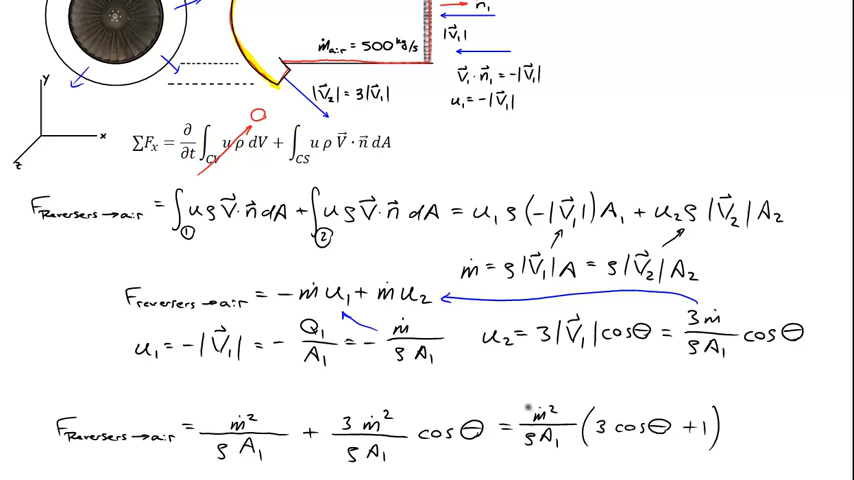 n₁
|V⃗₁|
ṁ_air = 500 kg/s
V⃗₁ · n⃗₁ = -|V⃗₁|
u₁ = -|V⃗₁|
|V⃗₂| = 3|V⃗₁|
y
x
z
0
ΣFₓ = ∂/∂t ∫_CV u ρ dV + ∫_CS u ρ V⃗ · n⃗ dA
F_Reversers→air = ∫_① uρV⃗·n⃗ dA + ∫_② uρV⃗·n⃗ dA = u₁ρ(-|V⃗₁|)A₁ + u₂ρ|V⃗₂|A₂
ṁ = ρ|V⃗₁|A = ρ|V⃗₂|A₂
F_reversers→air = -ṁu₁ + ṁu₂
u₁ = -|V⃗₁| = - Q₁/A₁ = - ṁ/ρA₁
u₂ = 3|V⃗₁|cosΘ = 3ṁ/ρA₁ cosΘ
F_Reversers→air = ṁ²/ρA₁ + 3ṁ²/ρA₁ cosΘ = ṁ²/ρA₁ (3 cosΘ + 1)